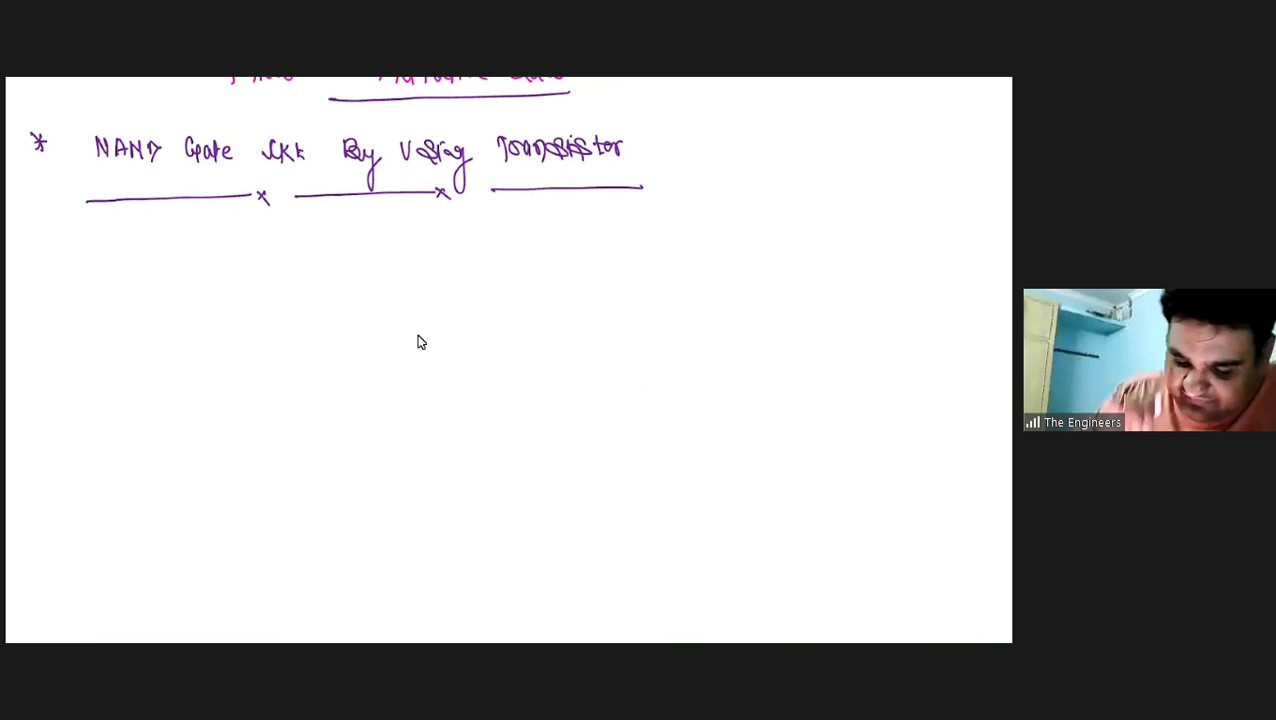 * NAND Gate CKt By Using Transistor
The Engineers